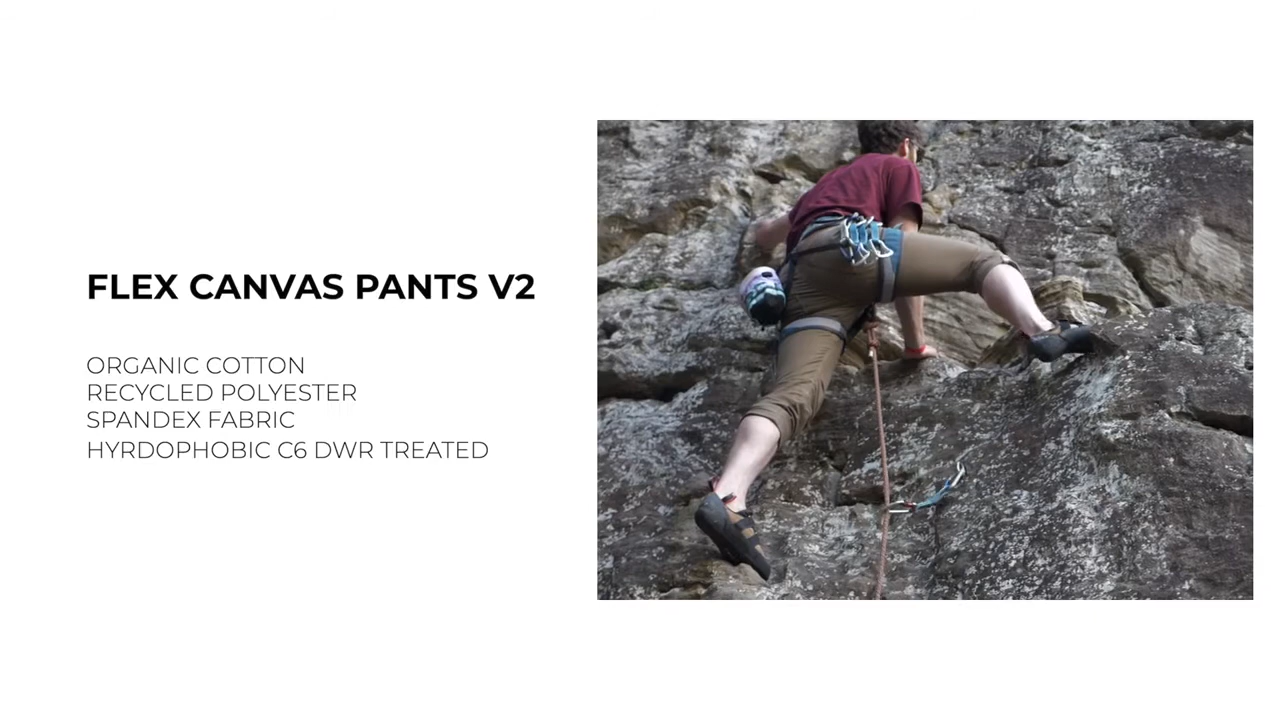 FLEX CANVAS PANTS V2
ORGANIC COTTON
RECYCLED POLYESTER
SPANDEX FABRIC
HYRDOPHOBIC C6 DWR TREATED